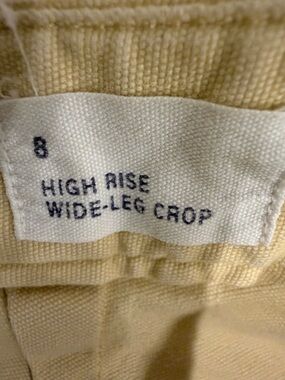 8
HIGH RISE
WIDE-LEG CROP